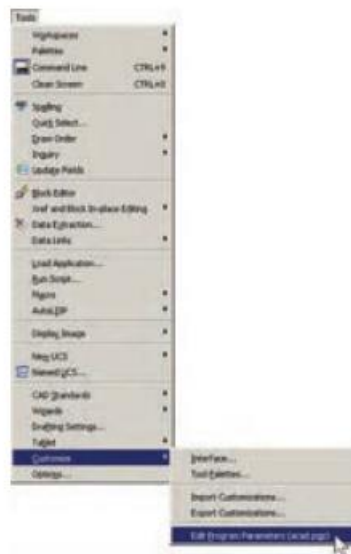 Tools
Workspaces
Palettes
Command Line CTRL+9
Clean Screen CTRL+0
Spelling
Quick Select...
Draw Order
Inquiry
Update Fields
Block Editor
Xref and Block In-place Editing
Data Extraction...
Data Links
Load Application...
Run Script...
Macro
AutoLISP
Display Image
New UCS
Named UCS...
CAD Standards
Wizards
Drafting Settings...
Tablet
Customize
Options...
Interface...
Tool Palettes...
Import Customizations...
Export Customizations...
Edit Program Parameters (acad.pgp)